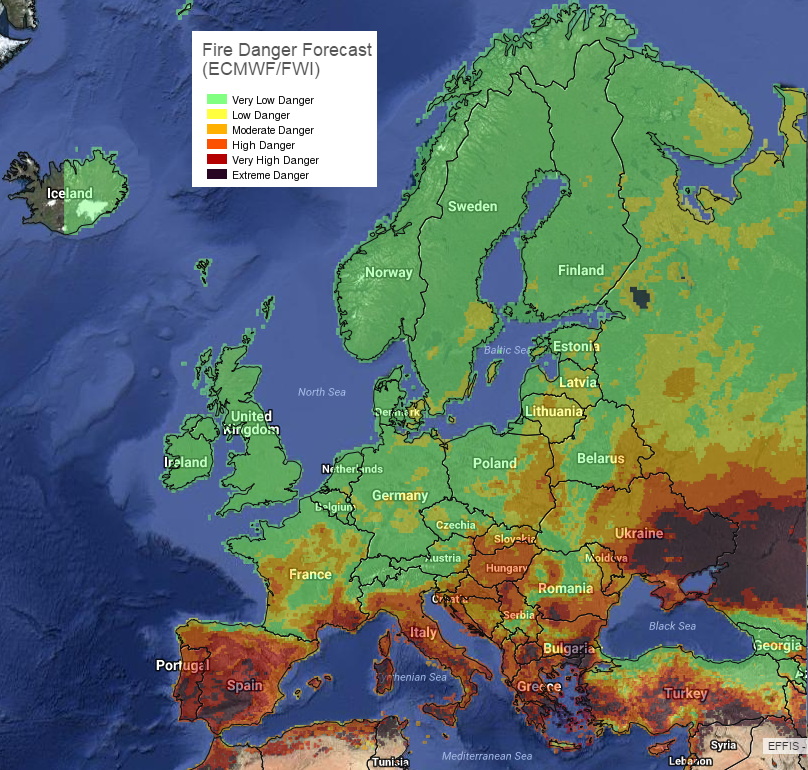 Fire Danger Forecast
(ECMWF/FWI)
Very Low Danger
Low Danger
Moderate Danger
High Danger
Very High Danger
Extreme Danger
Iceland
Sweden
Norway
Finland
Estonia
Baltic Sea
Latvia
North Sea
Denmark
Lithuania
United
Kingdom
Ireland
Netherlands
Poland
Belarus
Germany
Belgium
Czechia
Ukraine
Slovakia
Austria
Moldova
Hungary
France
Romania
Serbia
Black Sea
Italy
Georgia
Bulgaria
Portugal
Spain
Greece
Turkey
EFFIS -
Syria
Mediterranean Sea
Tunisia
Lebanon